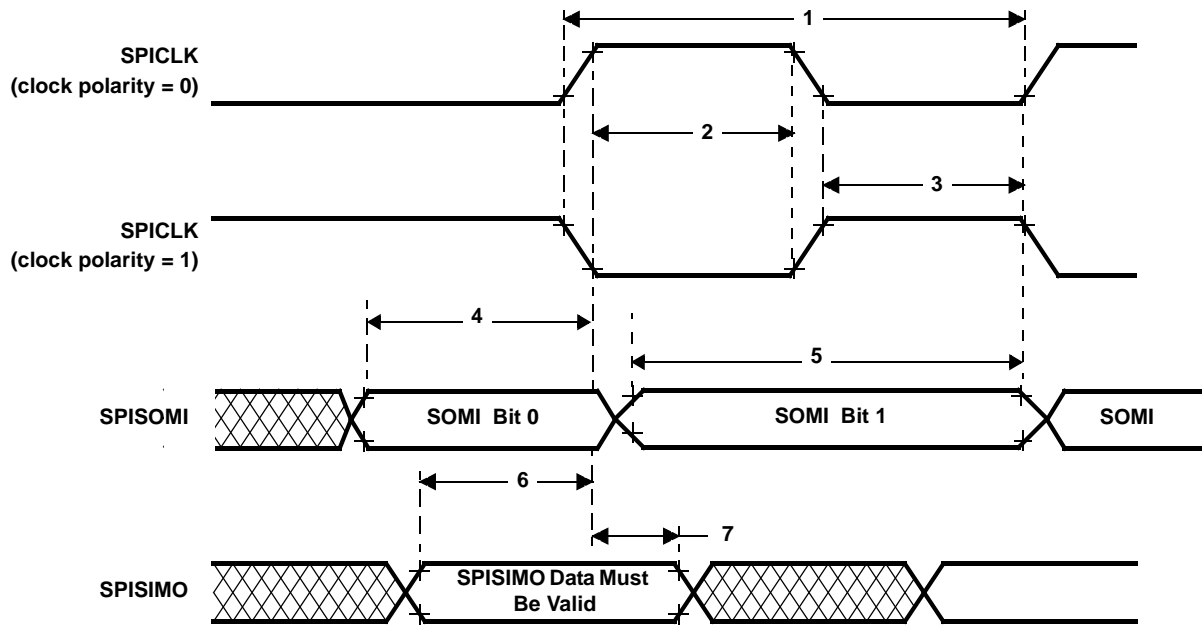 1
SPICLK
(clock polarity = 0)
2
3
SPICLK
(clock polarity = 1)
4
5
SPISOMI
SOMI Bit 0
SOMI Bit 1
SOMI
6
7
SPISIMO
SPISIMO Data Must
Be Valid